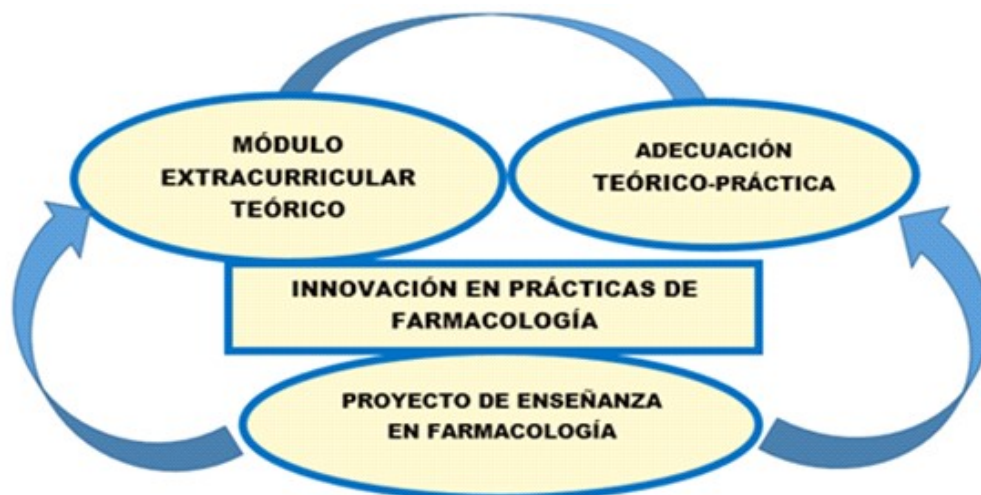 MÓDULO
EXTRACURRICULAR
TEÓRICO
ADECUACIÓN
TEÓRICO-PRÁCTICA
INNOVACIÓN EN PRÁCTICAS DE
FARMACOLOGÍA
PROYECTO DE ENSEÑANZA
EN FARMACOLOGÍA